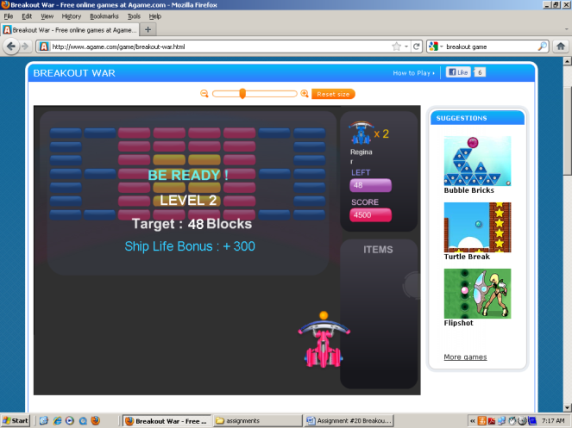 Breakout War - Free online games at Agame.com - Mozilla Firefox
File Edit View History Bookmarks Tools Help
Breakout War - Free online games at Agame... +
http://www.agame.com/game/breakout-war.html
breakout game
BREAKOUT WAR
How to Play
Like 6
Reset size
SUGGESTIONS
x 2
Reginar
LEFT
48
SCORE
4500
BE READY !
LEVEL 2
Target : 48 Blocks
Ship Life Bonus : + 300
ITEMS
Bubble Bricks
Turtle Break
Flipshot
More games
Start
Breakout War - Free ...
assignments
Assignment #20 Breakou...
7:17 AM